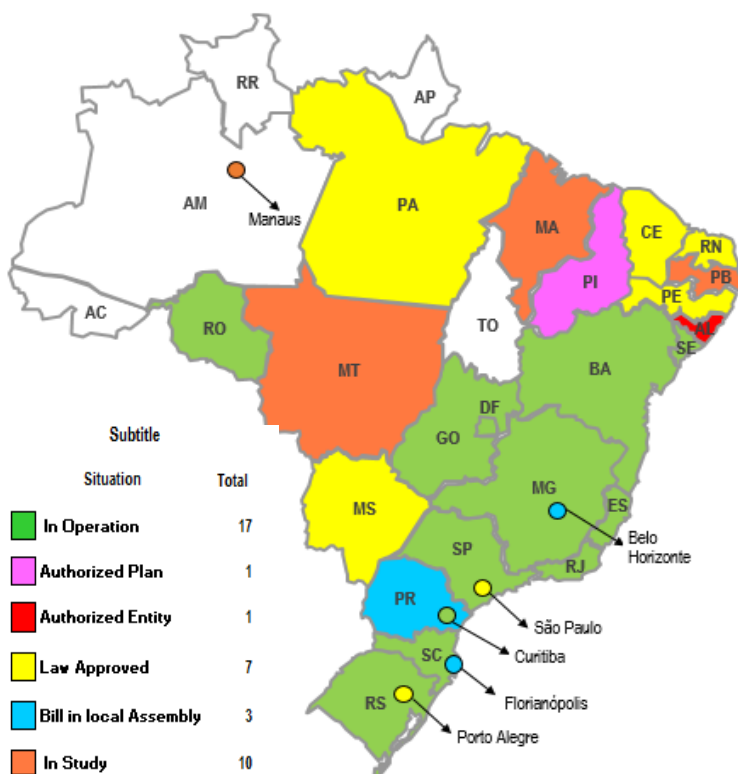 RR
AP
AM
Manaus
PA
MA
CE
RN
PB
PI
PE
AL
SE
AC
RO
TO
MT
BA
DF
GO
MG
ES
Belo
Horizonte
MS
SP
RJ
PR
São Paulo
Curitiba
SC
Florianópolis
RS
Porto Alegre
Subtitle
Situation Total
In Operation 17
Authorized Plan 1
Authorized Entity 1
Law Approved 7
Bill in local Assembly 3
In Study 10